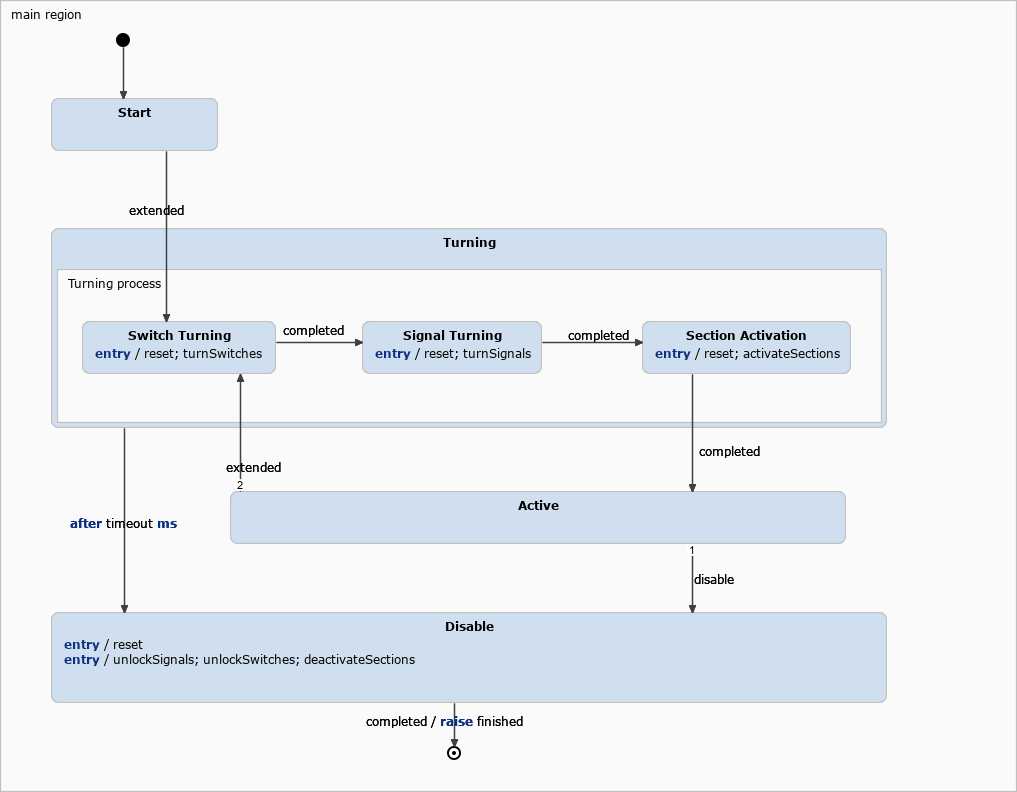 main region
Start
extended
Turning
Turning process
Switch Turning
entry / reset; turnSwitches
completed
Signal Turning
entry / reset; turnSignals
completed
Section Activation
entry / reset; activateSections
completed
extended
2
Active
after timeout ms
1
disable
Disable
entry / reset
entry / unlockSignals; unlockSwitches; deactivateSections
completed / raise finished